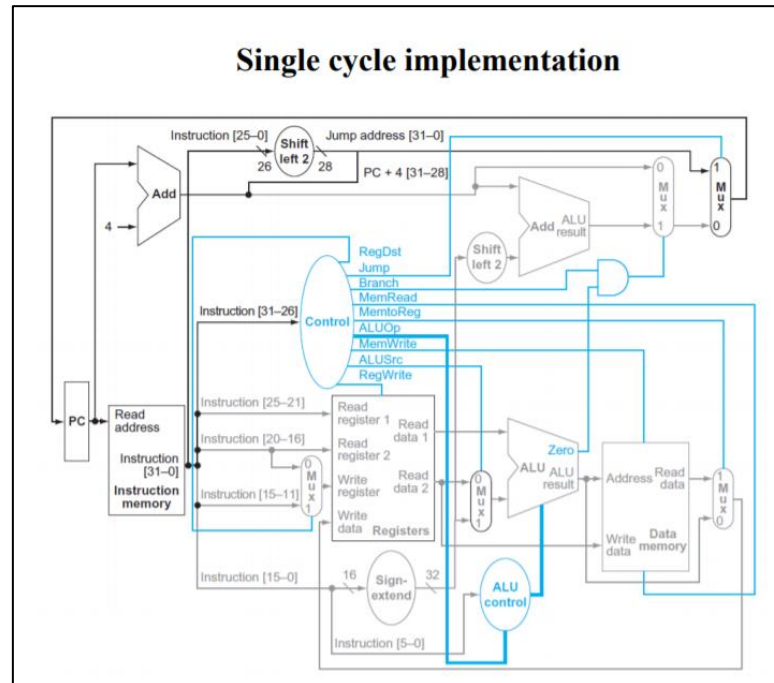 Single cycle implementation
Instruction [25–0]
Shift
left 2
Jump address [31–0]
26
28
PC + 4 [31–28]
Add
4
0
M
u
x
1
1
M
u
x
0
Add
ALU
result
Shift
left 2
RegDst
Jump
Branch
MemRead
MemtoReg
ALUOp
MemWrite
ALUSrc
RegWrite
Control
Instruction [31–26]
PC
Read
address
Instruction
[31–0]
Instruction
memory
Instruction [25–21]
Instruction [20–16]
Instruction [15–11]
0
M
u
x
1
Read
register 1
Read
register 2
Write
register
Write
data
Read
data 1
Read
data 2
Registers
0
M
u
x
1
Zero
ALU
ALU
result
Address
Read
data
Write
data
Data
memory
1
M
u
x
0
Instruction [15–0]
16
Sign-
extend
32
ALU
control
Instruction [5–0]